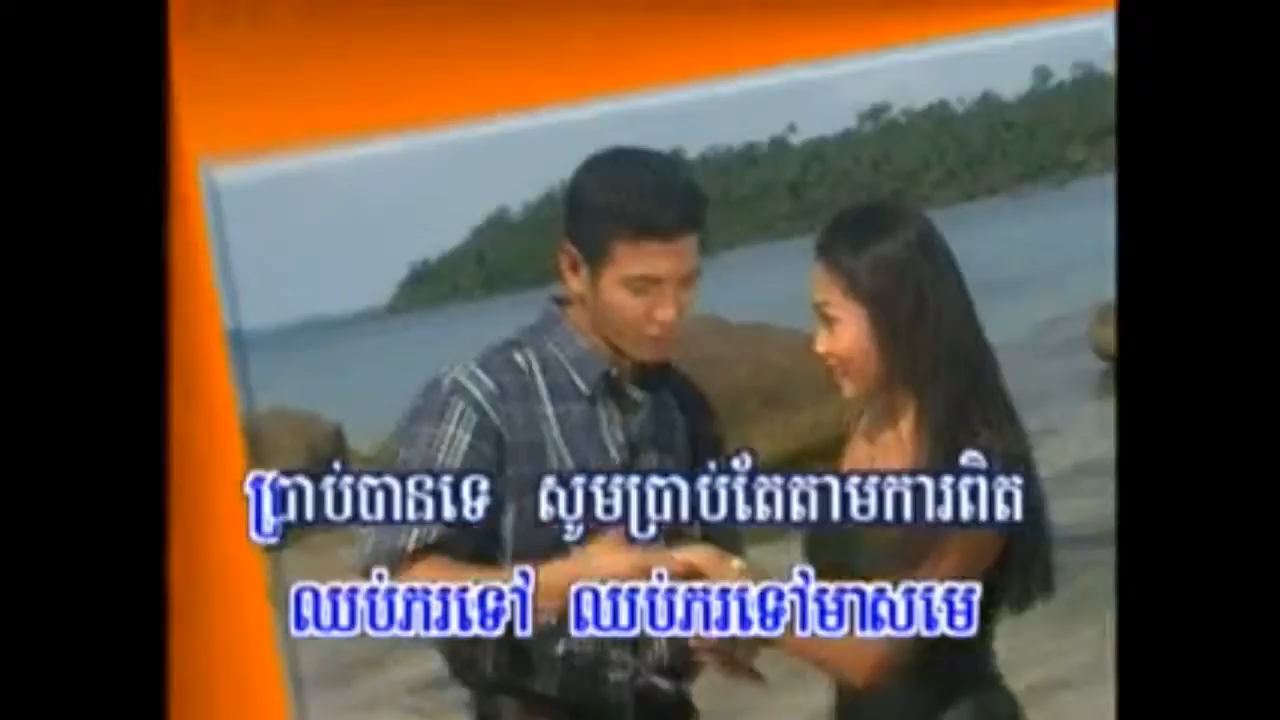 ប្រាប់បានទេ សូមប្រាប់តែតាមការពិត
ឈប់ភរទៅ ឈប់ភរទៅមាសមេ